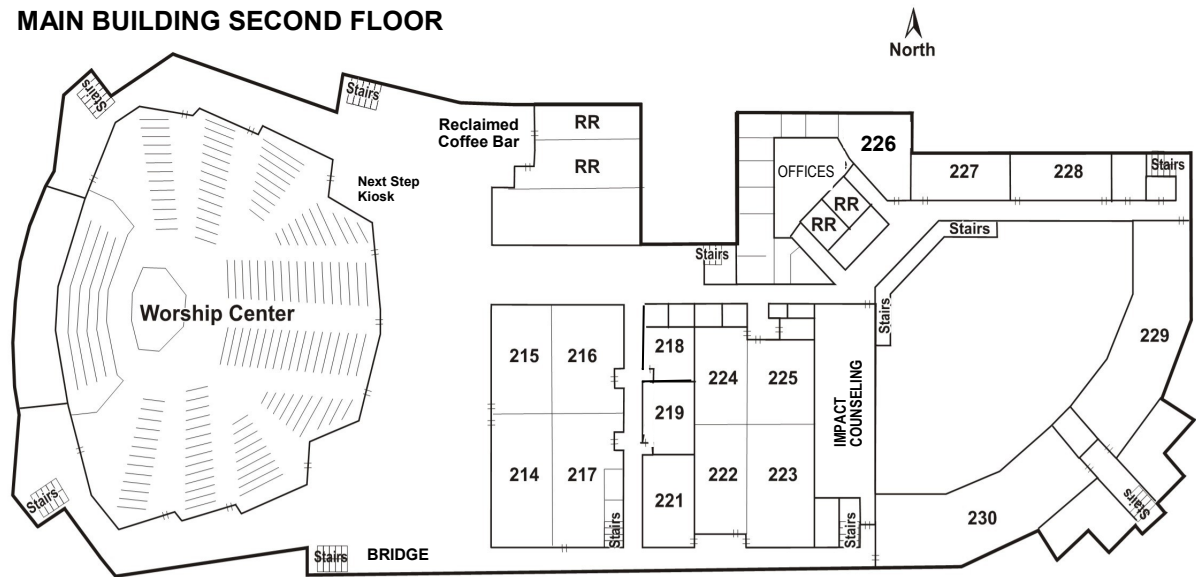 MAIN BUILDING SECOND FLOOR
North
Stairs
Stairs
Reclaimed
Coffee Bar
RR
RR
Next Step
Kiosk
226
OFFICES
227
228
Stairs
RR
RR
Stairs
Stairs
Worship Center
Stairs
229
215
216
218
224
225
219
IMPACT
COUNSELING
214
217
221
222
223
230
Stairs
Stairs
Stairs
Stairs
Stairs
BRIDGE